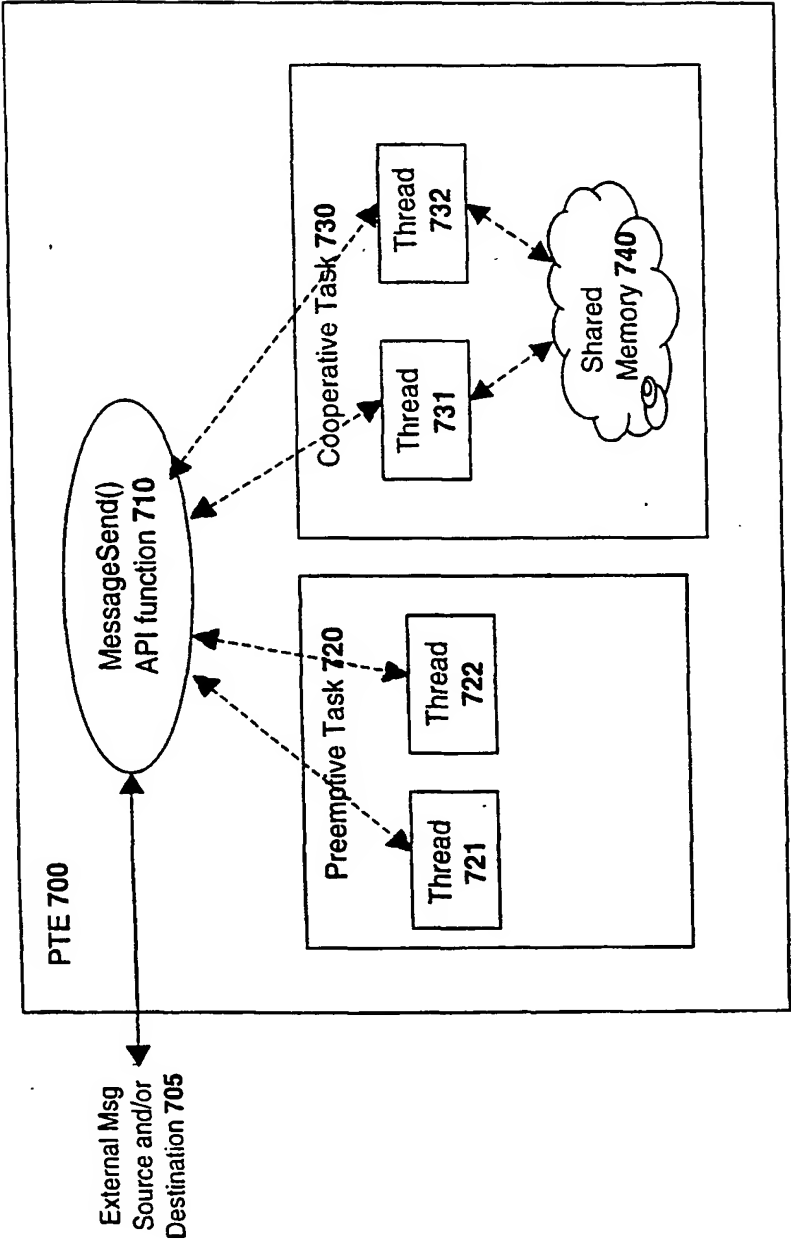 PTE 700
External Msg
Source and/or
Destination 705
MessageSend()
API function 710
Preemptive Task 720
Thread
721
Thread
722
Cooperative Task 730
Thread
731
Thread
732
Shared
Memory 740